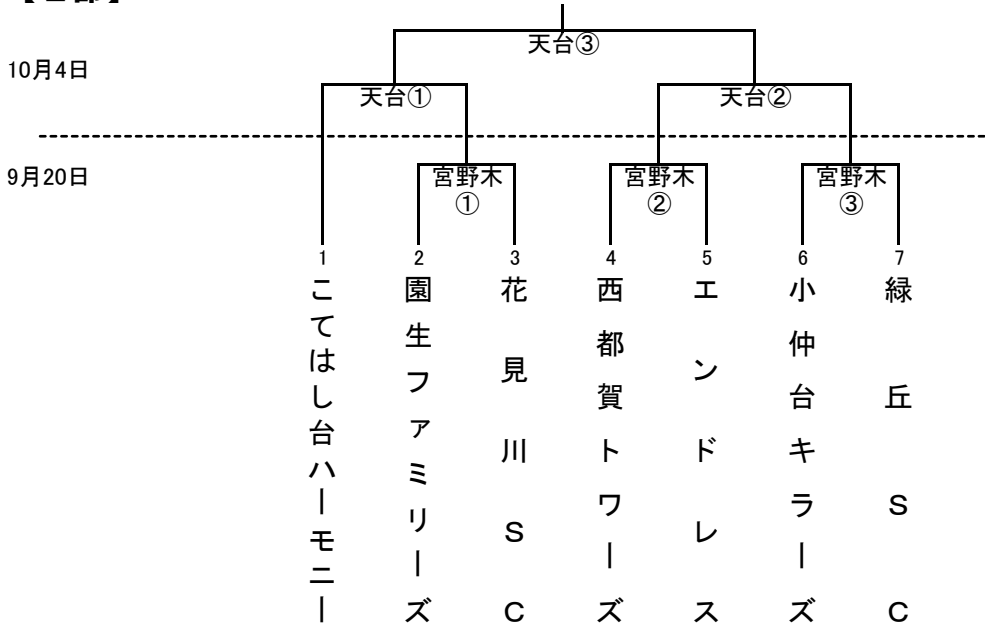 天台③
10月4日
天台①
天台②
9月20日
宮野木
①
宮野木
②
宮野木
③
1
2
3
4
5
6
7
こてはし台ハーモニー
園生ファミリーズ
花見川SC
西都賀トワーズ
エンドレス
小仲台キラーズ
緑丘SC